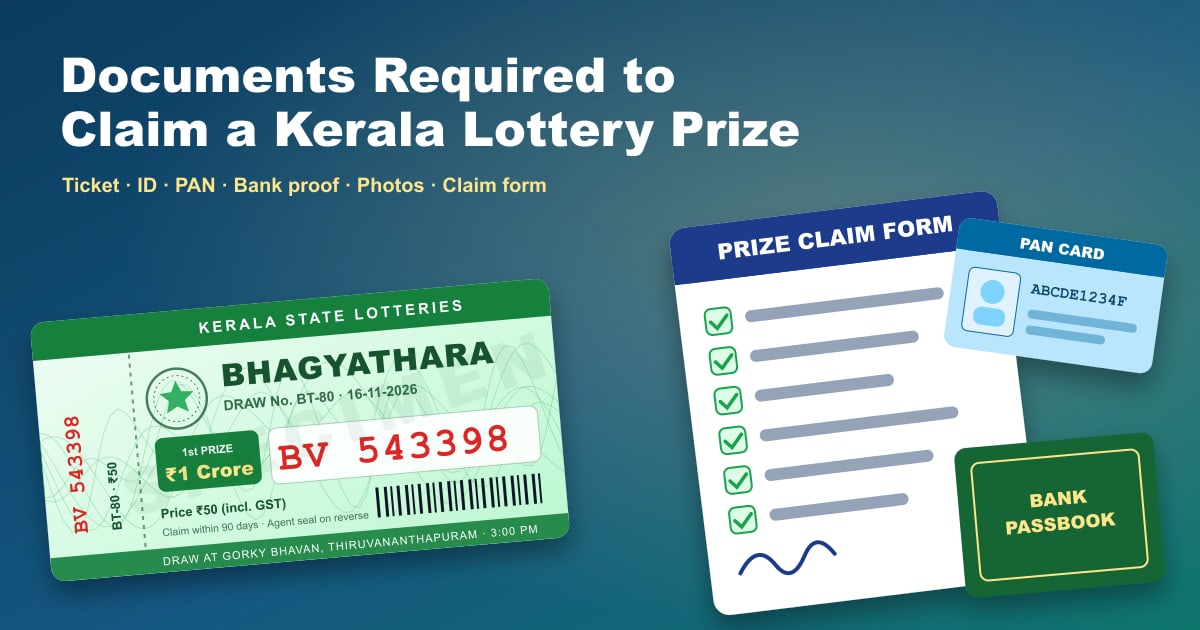 Documents Required to
Claim a Kerala Lottery Prize
Ticket · ID · PAN · Bank proof · Photos · Claim form
KERALA STATE LOTTERIES
BHAGYATHARA
DRAW No. BT-80 · 16-11-2026
SPECIMEN
1st PRIZE
₹1 Crore
BV 543398
BV 543398
BT-80 · ₹50
Price ₹50 (incl. GST)
Claim within 90 days · Agent seal on reverse
DRAW AT GORKY BHAVAN, THIRUVANANTHAPURAM · 3:00 PM
PRIZE CLAIM FORM
PAN CARD
ABCDE1234F
BANK
PASSBOOK